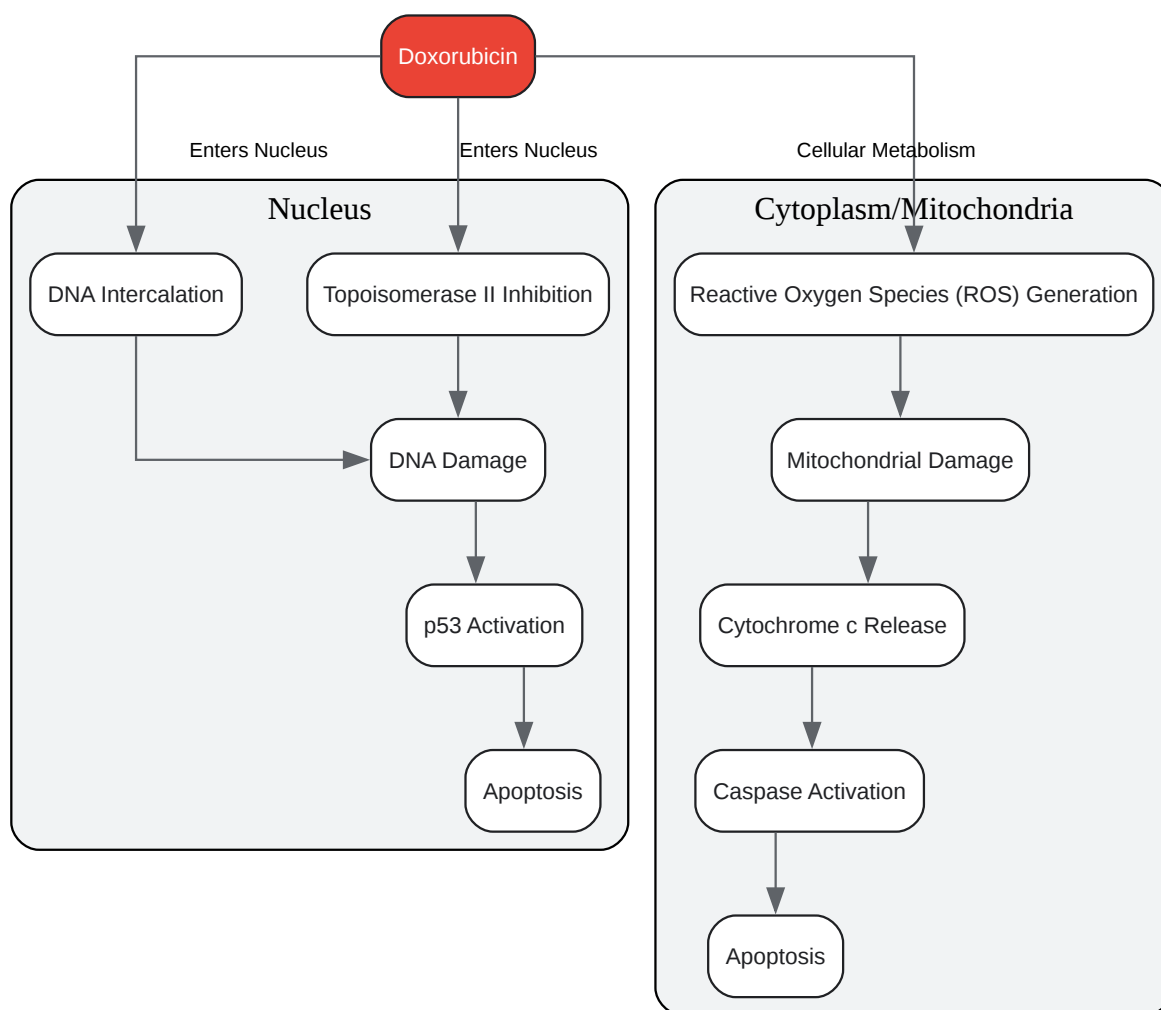 Doxorubicin
Enters Nucleus
Enters Nucleus
Cellular Metabolism
Nucleus
DNA Intercalation
Topoisomerase II Inhibition
DNA Damage
p53 Activation
Apoptosis
Cytoplasm/Mitochondria
Reactive Oxygen Species (ROS) Generation
Mitochondrial Damage
Cytochrome c Release
Caspase Activation
Apoptosis